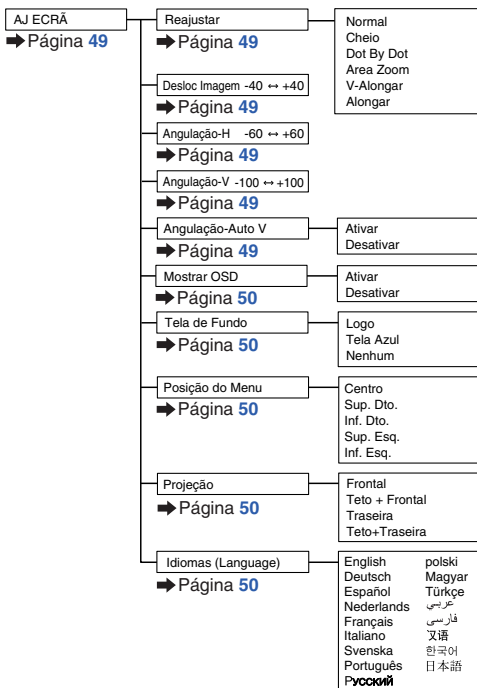 AJ ECRÃ
Página 49
Reajustar
Página 49
Normal
Cheio
Dot By Dot
Area Zoom
V-Alongar
Alongar
Desloc Imagem -40 ↔ +40
Página 49
Angulação-H -60 ↔ +60
Página 49
Angulação-V -100 ↔ +100
Página 49
Angulação-Auto V
Página 49
Ativar
Desativar
Mostrar OSD
Página 50
Ativar
Desativar
Tela de Fundo
Página 50
Logo
Tela Azul
Nenhum
Posição do Menu
Página 50
Centro
Sup. Dto.
Inf. Dto.
Sup. Esq.
Inf. Esq.
Projeção
Página 50
Frontal
Teto + Frontal
Traseira
Teto+Traseira
Idiomas (Language)
Página 50
English
Deutsch
Español
Nederlands
Français
Italiano
Svenska
Português
Русский
polski
Magyar
Türkçe
عربي
فارسی
汉语
한국어
日本語